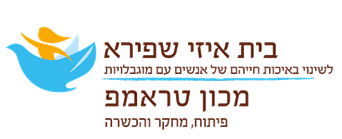 בית איזי שפירא
לשינוי באיכות חייהם של אנשים עם מוגבלויות
מכון טראמפ
פיתוח, מחקר והכשרה